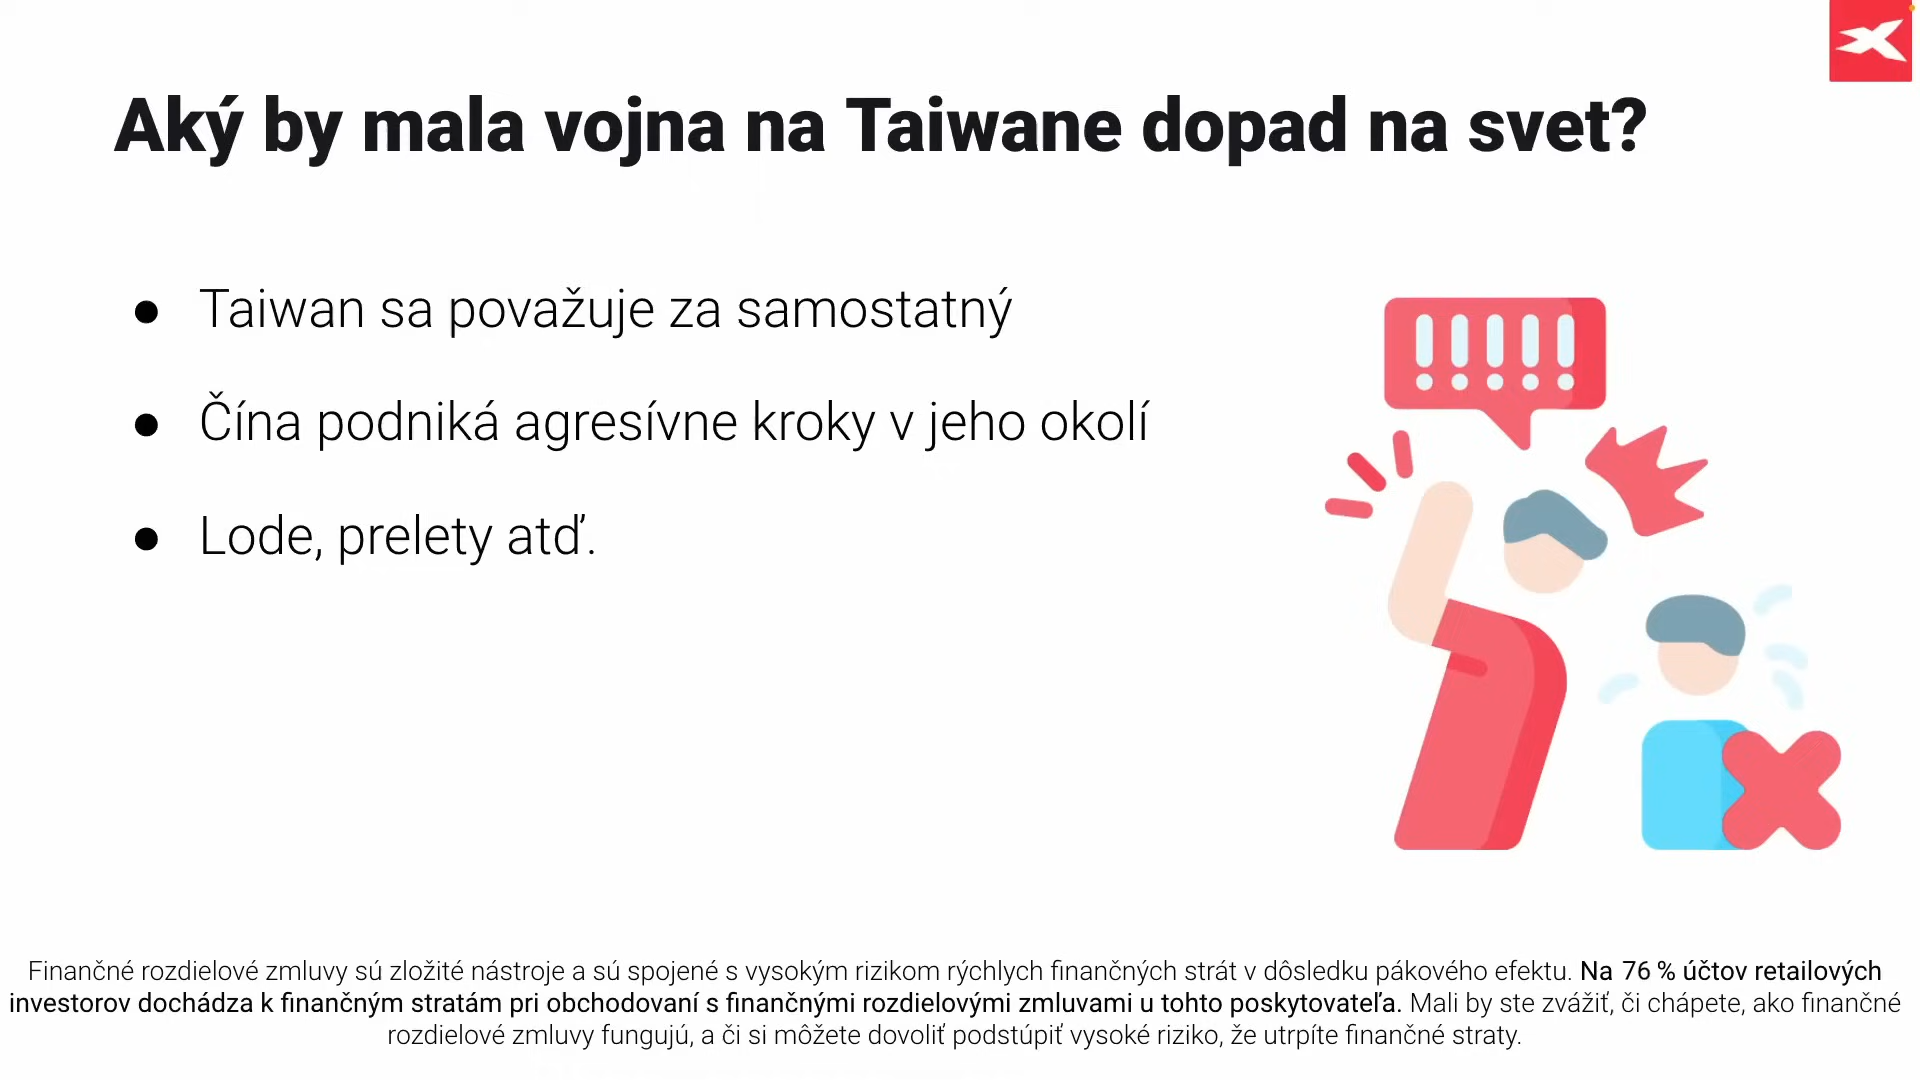 Aký by mala vojna na Taiwane dopad na svet?
● Taiwan sa považuje za samostatný
● Čína podniká agresívne kroky v jeho okolí
● Lode, prelety atď.
!!!!!
Finančné rozdielové zmluvy sú zložité nástroje a sú spojené s vysokým rizikom rýchlych finančných strát v dôsledku pákového efektu. Na 76 % účtov retailových
investorov dochádza k finančným stratám pri obchodovaní s finančnými rozdielovými zmluvami u tohto poskytovateľa. Mali by ste zvážiť, či chápete, ako finančné
rozdielové zmluvy fungujú, a či si môžete dovoliť podstúpiť vysoké riziko, že utrpíte finančné straty.